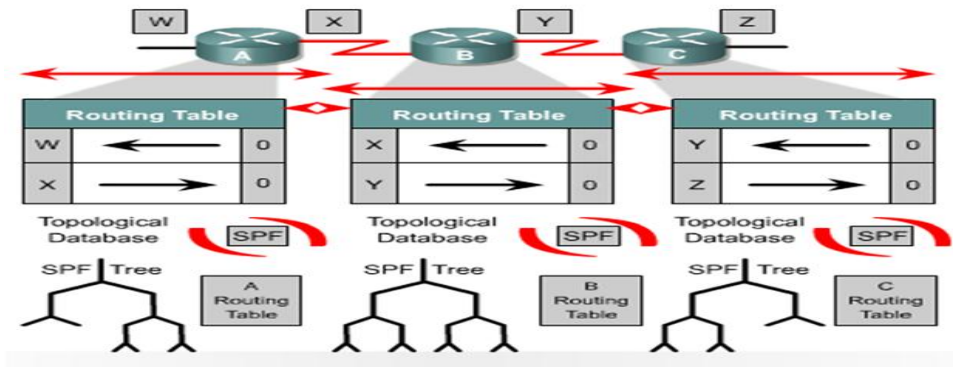 W X Y Z
A B C
Routing Table Routing Table Routing Table
W 0 X 0 Y 0
X 0 Y 0 Z 0
Topological Topological Topological
Database SPF Database SPF Database SPF
SPF Tree SPF Tree SPF Tree
A B C
Routing Routing Routing
Table Table Table